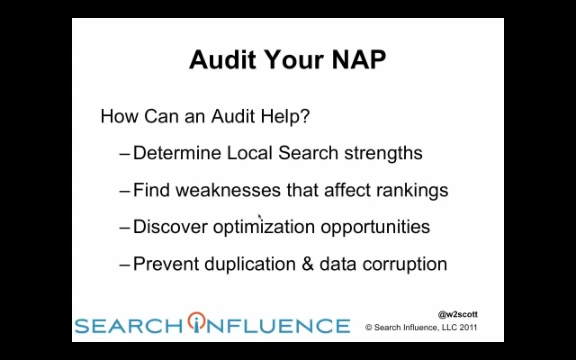 Audit Your NAP
How Can an Audit Help?
–Determine Local Search strengths
–Find weaknesses that affect rankings
–Discover optimization opportunities
–Prevent duplication & data corruption
@w2scott
SEARCH INFLUENCE
© Search Influence, LLC 2011